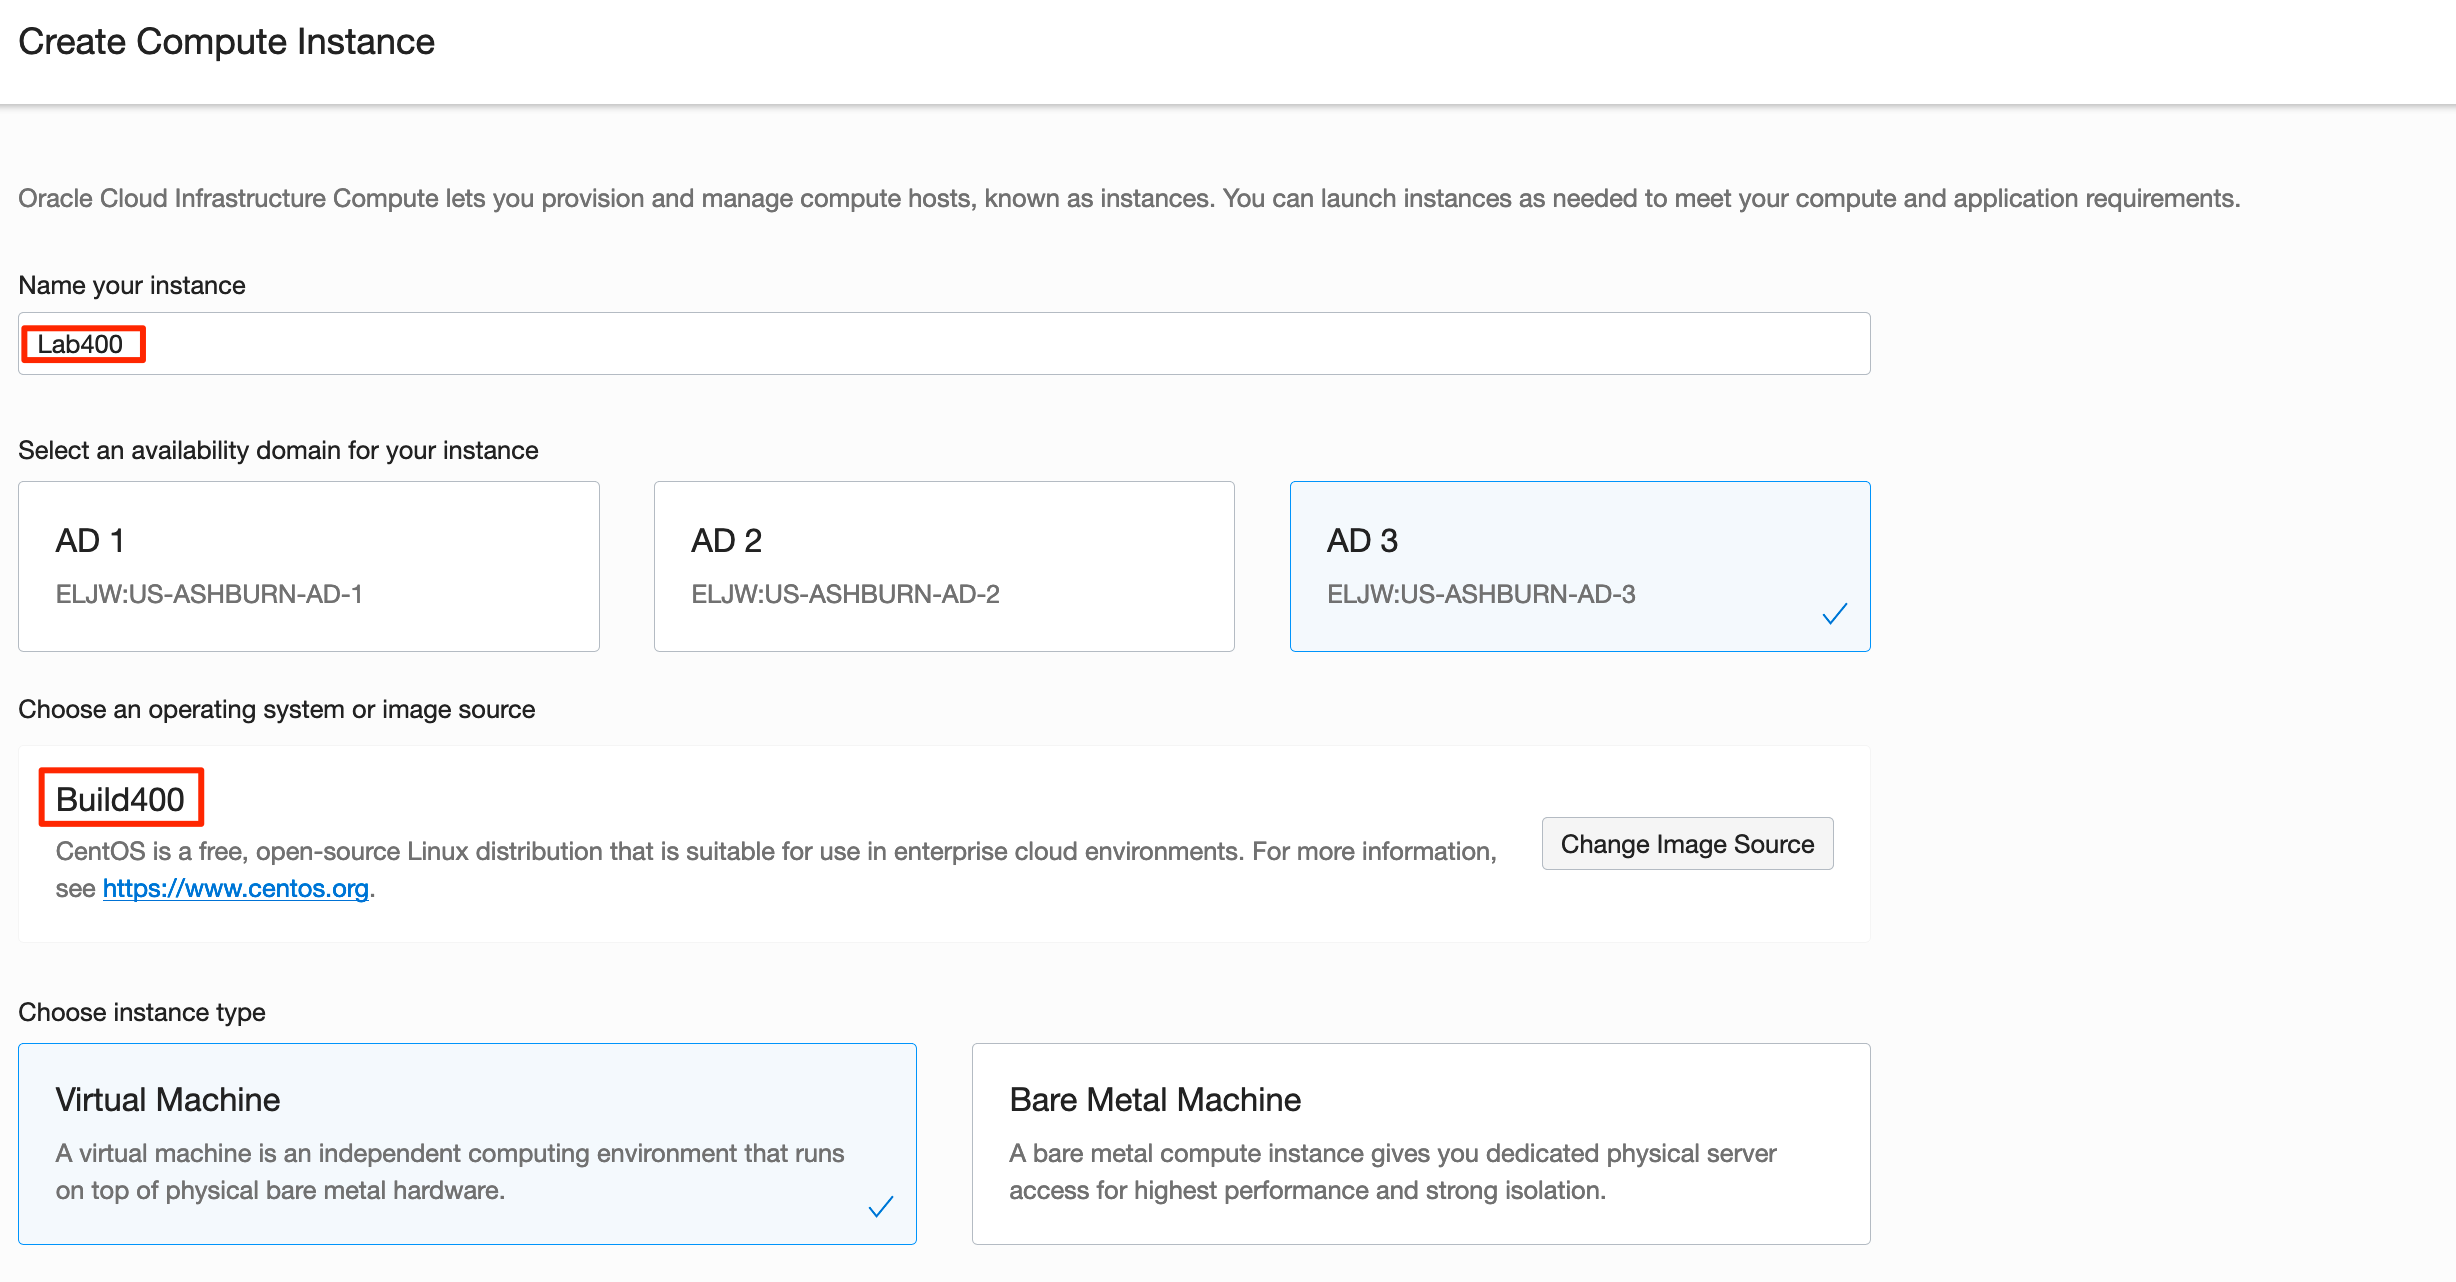 Create Compute Instance
Oracle Cloud Infrastructure Compute lets you provision and manage compute hosts, known as instances. You can launch instances as needed to meet your compute and application requirements.
Name your instance
Lab400
Select an availability domain for your instance
AD 1
ELJW:US-ASHBURN-AD-1
AD 2
ELJW:US-ASHBURN-AD-2
AD 3
ELJW:US-ASHBURN-AD-3
Choose an operating system or image source
Build400
CentOS is a free, open-source Linux distribution that is suitable for use in enterprise cloud environments. For more information,
see https://www.centos.org.
Change Image Source
Choose instance type
Virtual Machine
A virtual machine is an independent computing environment that runs
on top of physical bare metal hardware.
Bare Metal Machine
A bare metal compute instance gives you dedicated physical server
access for highest performance and strong isolation.